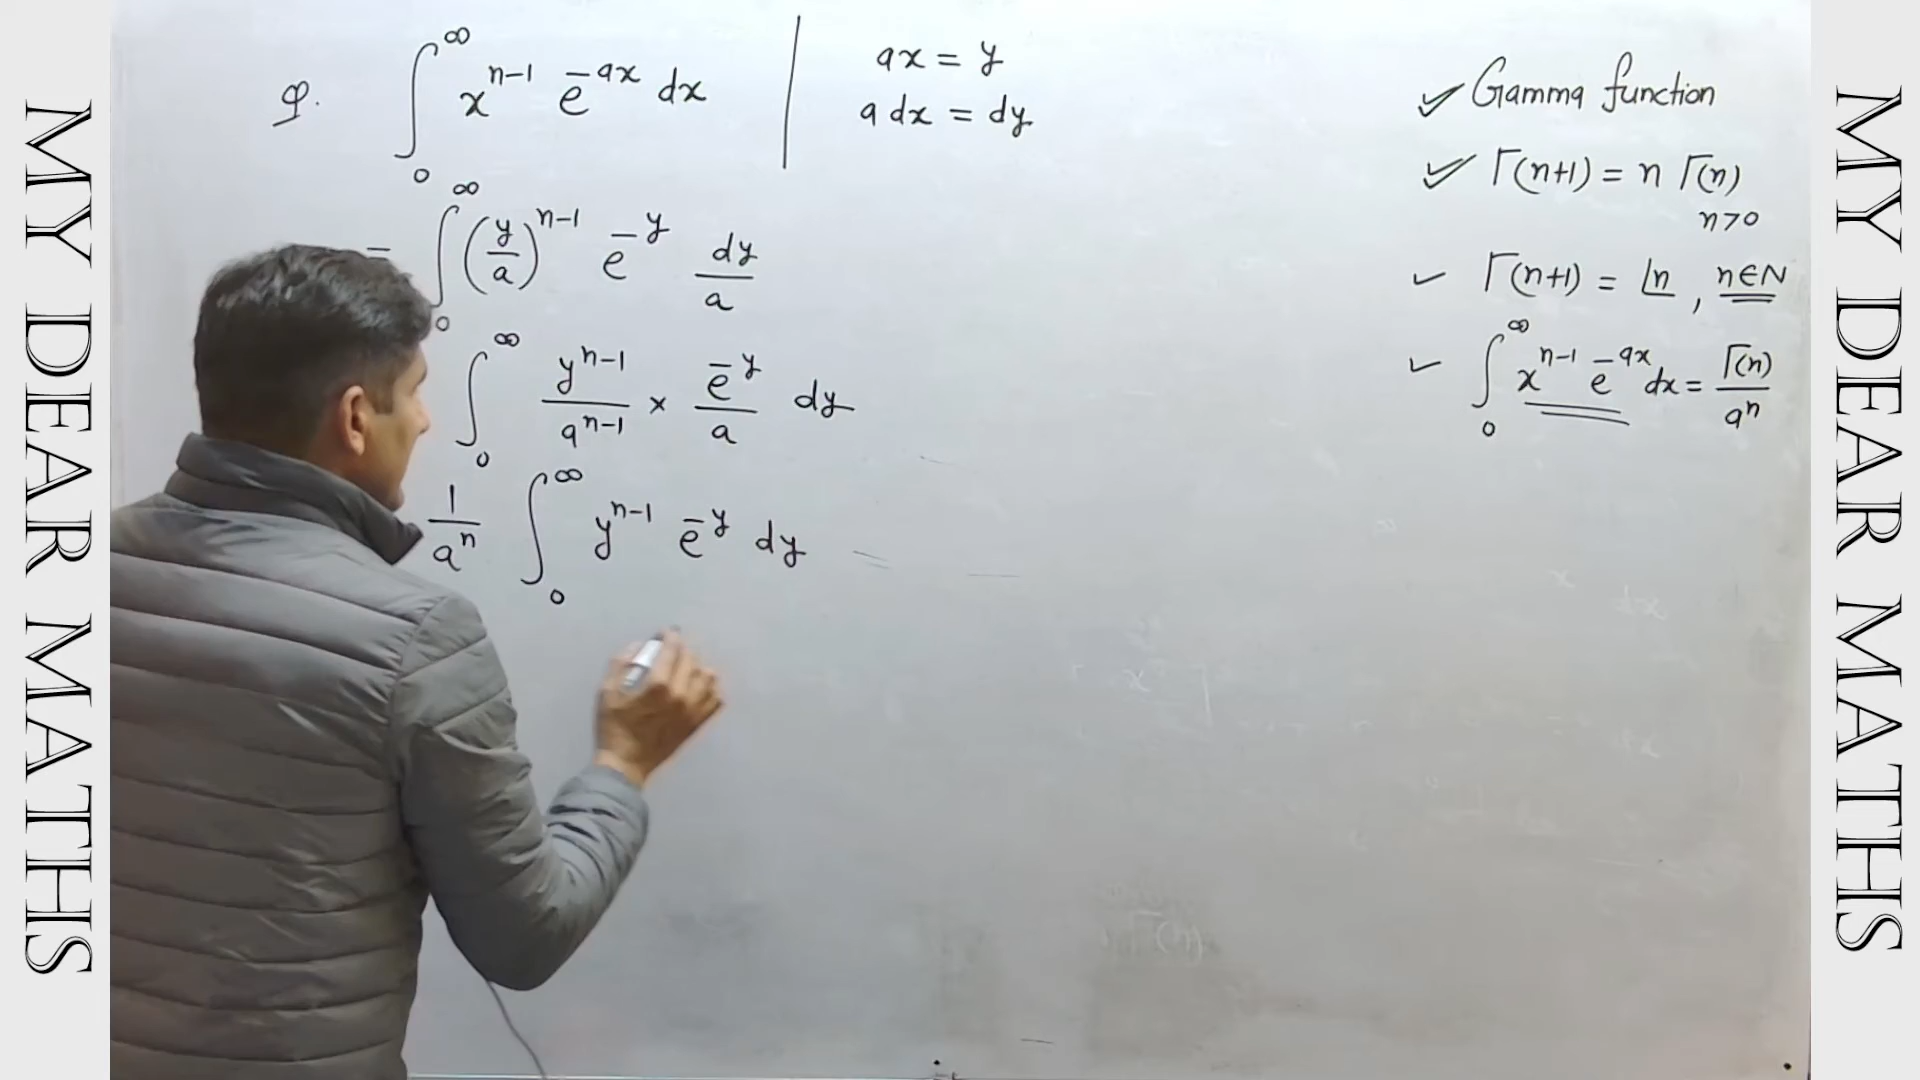 MY DEAR MATHS
Q. ∫₀^∞ x^{n-1} e^{-ax} dx
ax = y
a dx = dy
= ∫₀^∞ (y/a)^{n-1} e^{-y} dy/a
∫₀^∞ y^{n-1}/a^{n-1} × e^{-y}/a dy
1/a^n ∫₀^∞ y^{n-1} e^{-y} dy
✓ Gamma function
✓ Γ(n+1) = n Γ(n)
n>0
✓ Γ(n+1) = |n̲ , n∈N
✓ ∫₀^∞ x^{n-1} e^{-ax} dx = Γ(n)/a^n
MY DEAR MATHS